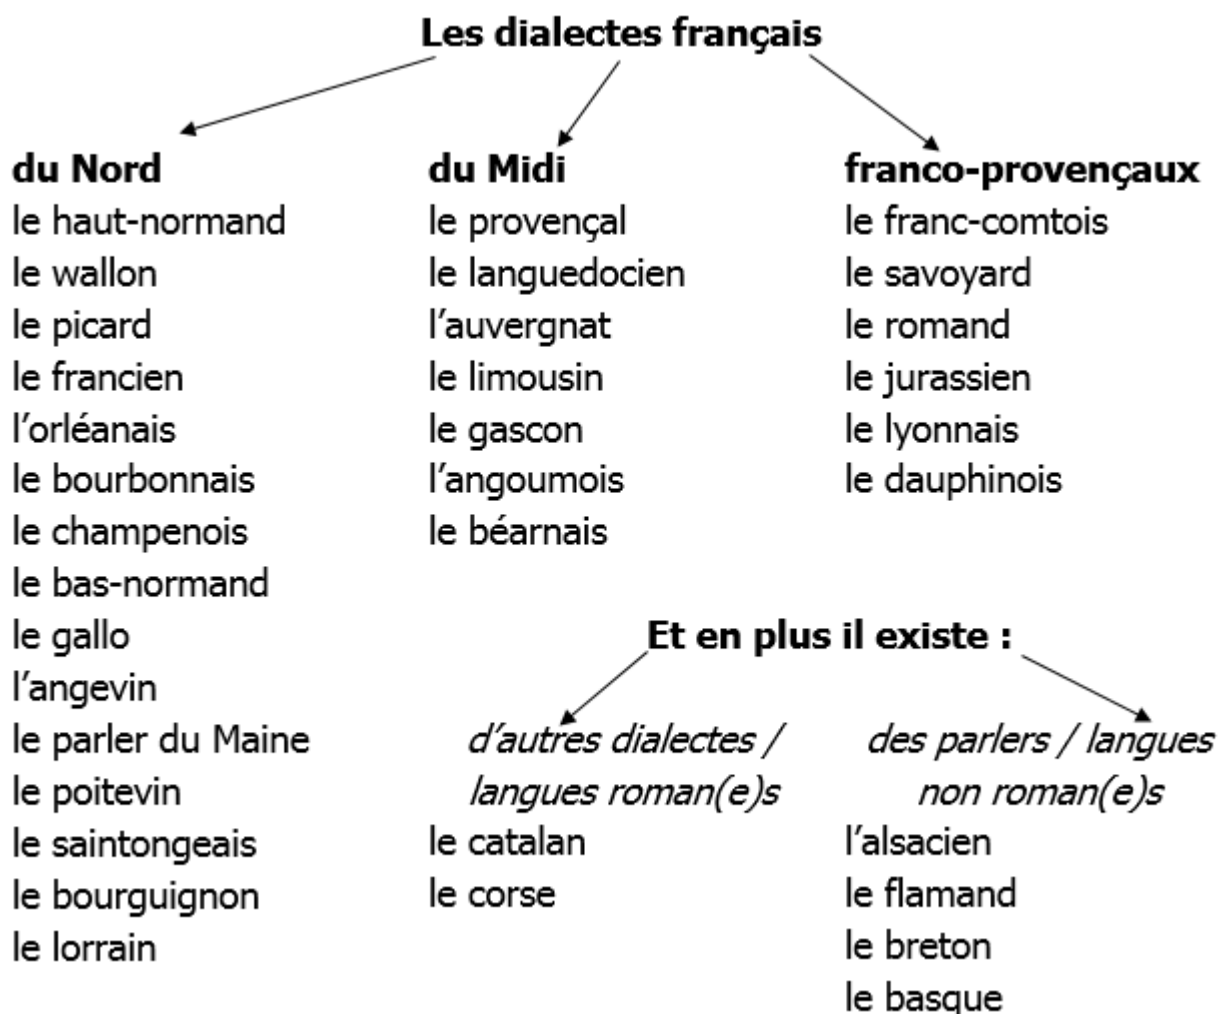 Les dialectes français
du Nord
le haut-normand
le wallon
le picard
le francien
l'orléanais
le bourbonnais
le champenois
le bas-normand
le gallo
l'angevin
le parler du Maine
le poitevin
le saintongeais
le bourguignon
le lorrain
du Midi
le provençal
le languedocien
l'auvergnat
le limousin
le gascon
l'angoumois
le béarnais
franco-provençaux
le franc-comtois
le savoyard
le romand
le jurassien
le lyonnais
le dauphinois
Et en plus il existe :
d'autres dialectes /
langues roman(e)s
le catalan
le corse
des parlers / langues
non roman(e)s
l'alsacien
le flamand
le breton
le basque